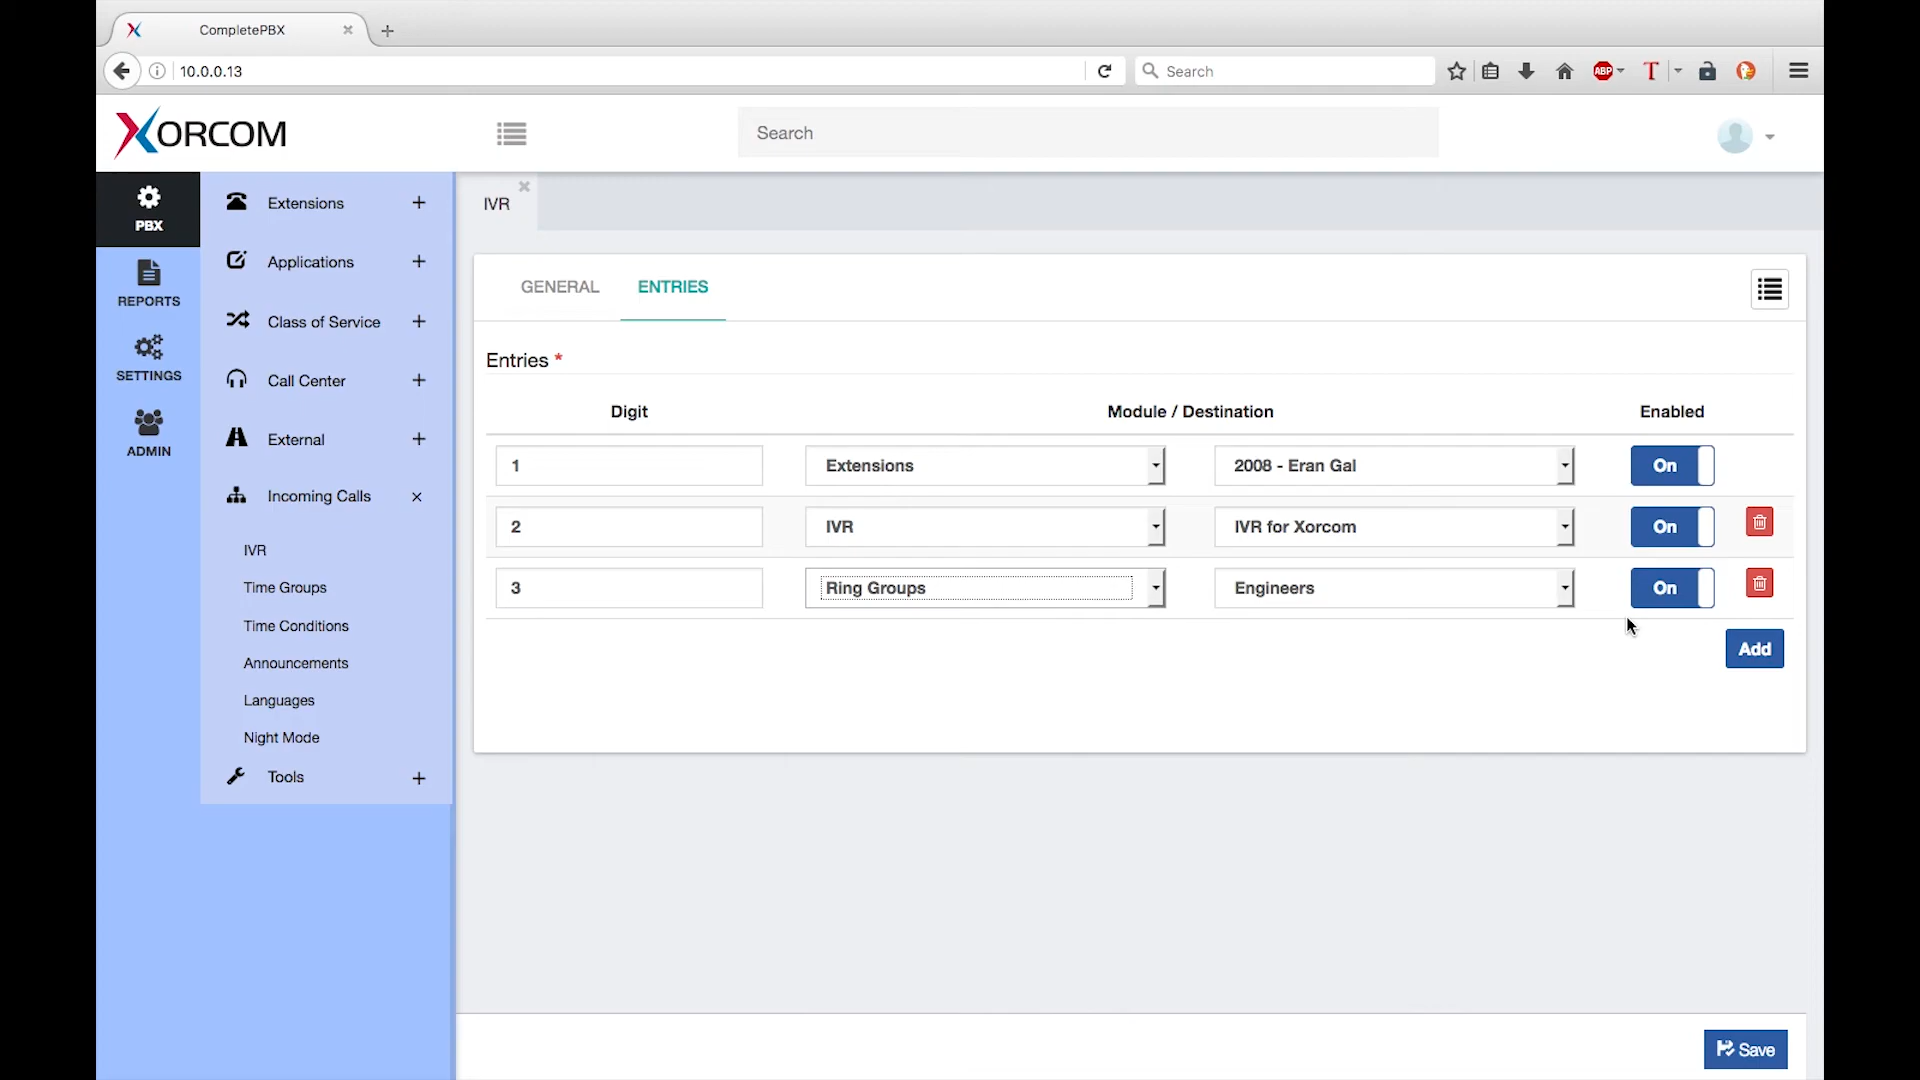 CompletePBX
10.0.0.13
Search
ABP
T
XORCOM
Search
PBX
REPORTS
SETTINGS
ADMIN
Extensions
Applications
Class of Service
Call Center
External
Incoming Calls
IVR
Time Groups
Time Conditions
Announcements
Languages
Night Mode
Tools
IVR
GENERAL ENTRIES
Entries *
Digit Module / Destination Enabled
1 Extensions 2008 - Eran Gal On
2 IVR IVR for Xorcom On
3 Ring Groups Engineers On
Add
Save